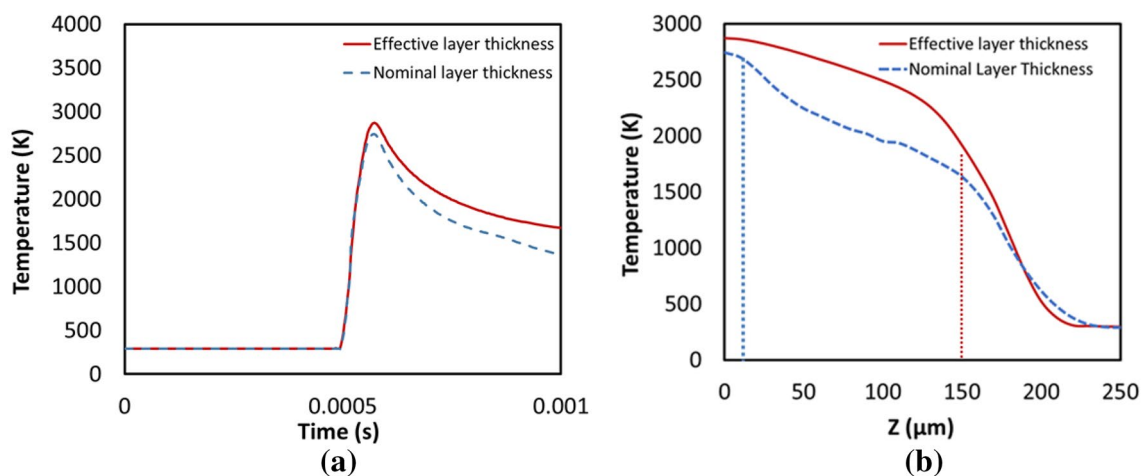 4000
3500
3000
2500
2000
1500
1000
500
0
Temperature (K)
Effective layer thickness
Nominal layer thickness
0 0.0005 0.001
Time (s)
(a)
3000
2500
2000
1500
1000
500
0
Temperature (K)
Effective layer thickness
Nominal Layer Thickness
0 50 100 150 200 250
Z (μm)
(b)